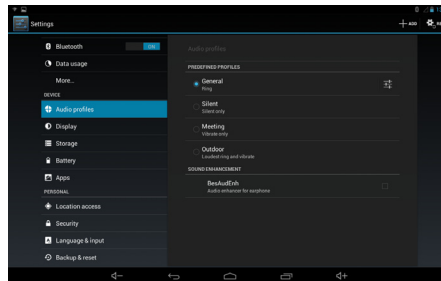 Settings
ADD
Bluetooth
ON
Data usage
More...
DEVICE
Audio profiles
Display
Storage
Battery
Apps
PERSONAL
Location access
Security
Language & input
Backup & reset
Audio profiles
PREDEFINED PROFILES
General
Ring
Silent
Silent only
Meeting
Vibrate only
Outdoor
Loudest ring and vibrate
SOUND ENHANCEMENT
BesAudEnh
Audio enhancer for earphone